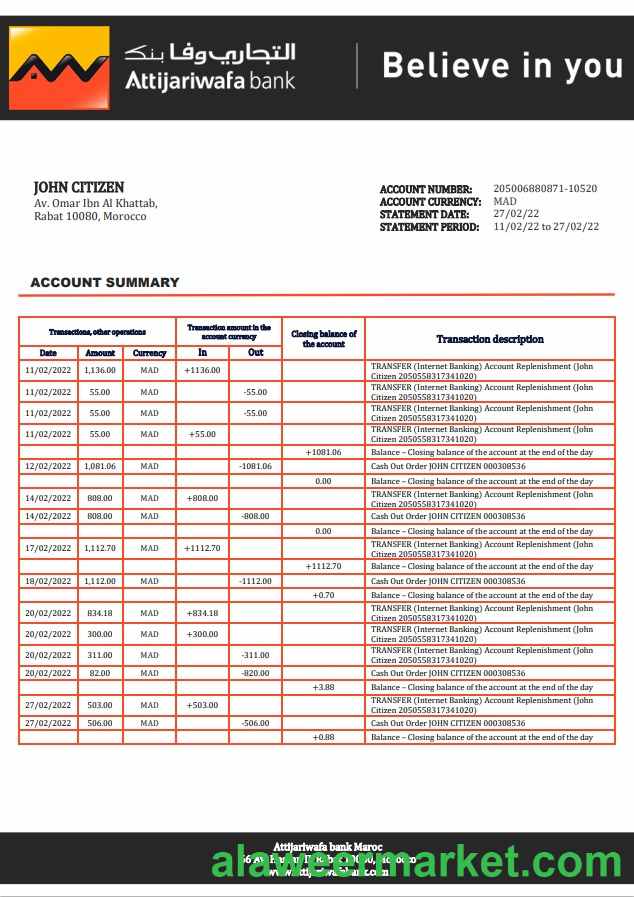 التجاري وفا بنك
Attijariwafa bank
Believe in you
JOHN CITIZEN
Av. Omar Ibn Al Khattab,
Rabat 10080, Morocco
ACCOUNT NUMBER: 205006880871-10520
ACCOUNT CURRENCY: MAD
STATEMENT DATE: 27/02/22
STATEMENT PERIOD: 11/02/22 to 27/02/22
ACCOUNT SUMMARY
Transactions, other operations Transaction amount in the account currency Closing balance of the account Transaction description
Date Amount Currency In Out
11/02/2022 1,136.00 MAD +1136.00 TRANSFER (Internet Banking) Account Replenishment (John
Citizen 2050558317341020)
11/02/2022 55.00 MAD -55.00 TRANSFER (Internet Banking) Account Replenishment (John
Citizen 2050558317341020)
11/02/2022 55.00 MAD -55.00 TRANSFER (Internet Banking) Account Replenishment (John
Citizen 2050558317341020)
11/02/2022 55.00 MAD +55.00 TRANSFER (Internet Banking) Account Replenishment (John
Citizen 2050558317341020)
+1081.06 Balance – Closing balance of the account at the end of the day
12/02/2022 1,081.06 MAD -1081.06 Cash Out Order JOHN CITIZEN 000308536
0.00 Balance – Closing balance of the account at the end of the day
14/02/2022 808.00 MAD +808.00 TRANSFER (Internet Banking) Account Replenishment (John
Citizen 2050558317341020)
14/02/2022 808.00 MAD -808.00 Cash Out Order JOHN CITIZEN 000308536
0.00 Balance – Closing balance of the account at the end of the day
17/02/2022 1,112.70 MAD +1112.70 TRANSFER (Internet Banking) Account Replenishment (John
Citizen 2050558317341020)
+1112.70 Balance – Closing balance of the account at the end of the day
18/02/2022 1,112.00 MAD -1112.00 Cash Out Order JOHN CITIZEN 000308536
+0.70 Balance – Closing balance of the account at the end of the day
20/02/2022 834.18 MAD +834.18 TRANSFER (Internet Banking) Account Replenishment (John
Citizen 2050558317341020)
20/02/2022 300.00 MAD +300.00 TRANSFER (Internet Banking) Account Replenishment (John
Citizen 2050558317341020)
20/02/2022 311.00 MAD -311.00 TRANSFER (Internet Banking) Account Replenishment (John
Citizen 2050558317341020)
20/02/2022 82.00 MAD -820.00 Cash Out Order JOHN CITIZEN 000308536
+3.88 Balance – Closing balance of the account at the end of the day
27/02/2022 503.00 MAD +503.00 TRANSFER (Internet Banking) Account Replenishment (John
Citizen 2050558317341020)
27/02/2022 506.00 MAD -506.00 Cash Out Order JOHN CITIZEN 000308536
+0.88 Balance – Closing balance of the account at the end of the day
Attijariwafa bank Maroc
alaweermarket.com